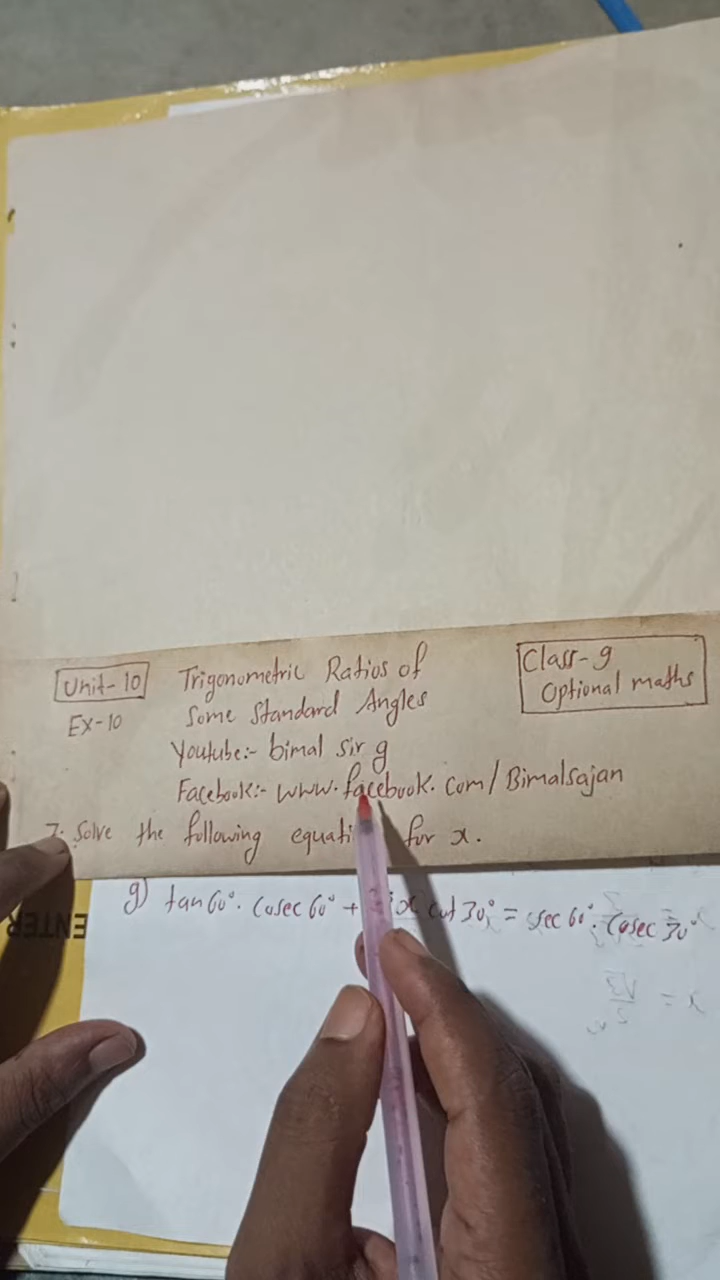 Unit-10 Trigonometric Ratios of
Class-9
EX-10 Some Standard Angles
Optional maths
Youtube:- bimal sir g
Facebook:- www.facebook.com/Bimalsajan
7. Solve the following for x.
g) tan60°. Cosec 60° + cot 30° = sec 60°. Cosec 30°
ENTER